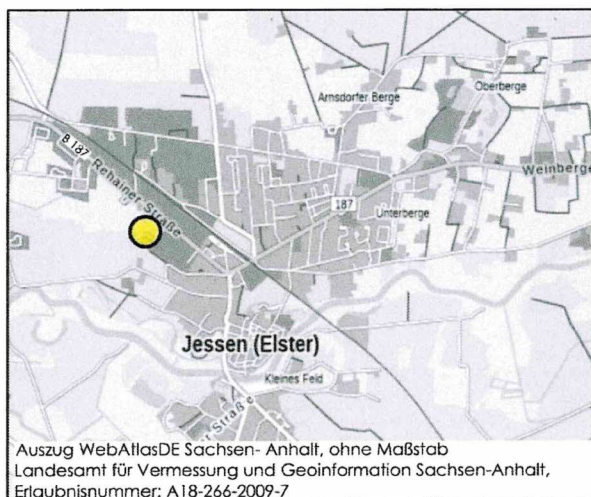 Arnsdorfer Berge
Oberberge
B 187
Rehainer Straße
Weinberge
187
Unterberge
Jessen (Elster)
Kleines Feld
Straße
Auszug WebAtlasDE Sachsen- Anhalt, ohne Maßstab
Landesamt für Vermessung und Geoinformation Sachsen-Anhalt,
Erlaubnisnummer: A18-266-2009-7